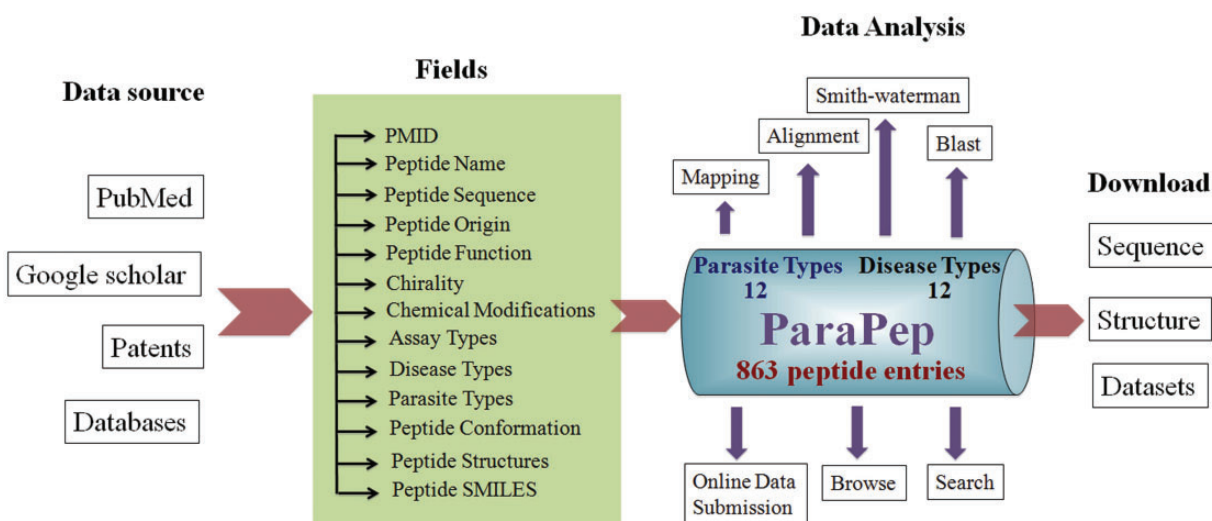 Data source
PubMed
Google scholar
Patents
Databases
Fields
PMID
Peptide Name
Peptide Sequence
Peptide Origin
Peptide Function
Chirality
Chemical Modifications
Assay Types
Disease Types
Parasite Types
Peptide Conformation
Peptide Structures
Peptide SMILES
Data Analysis
Smith-waterman
Alignment
Blast
Mapping
Parasite Types
12
Disease Types
12
ParaPep
863 peptide entries
Online Data
Submission
Browse
Search
Download
Sequence
Structure
Datasets